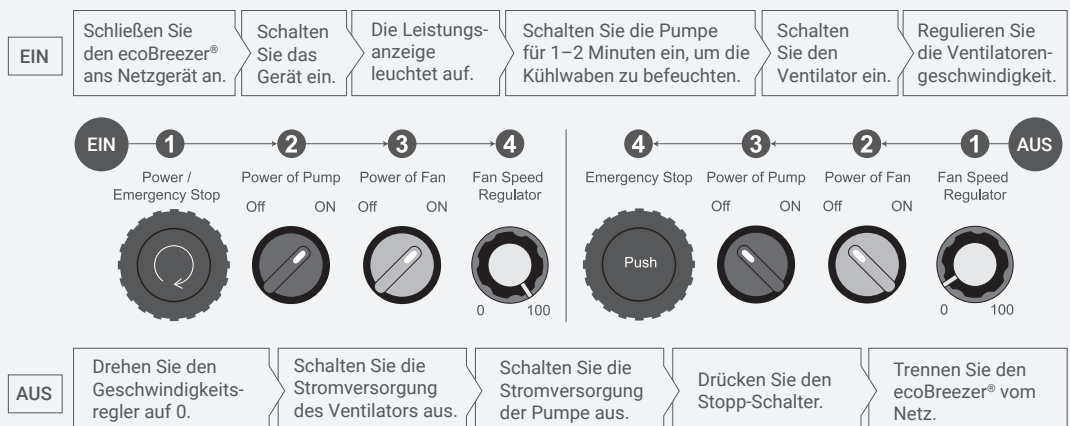 EIN
Schließen Sie
den ecoBreezer®
ans Netzgerät an.
Schalten
Sie das
Gerät ein.
Die Leistungs-
anzeige
leuchtet auf.
Schalten Sie die Pumpe
für 1–2 Minuten ein, um die
Kühlwaben zu befeuchten.
Schalten
Sie den
Ventilator ein.
Regulieren Sie
die Ventilatoren-
geschwindigkeit.
EIN
1
2
3
4
Power /
Emergency Stop
Power of Pump
Off ON
Power of Fan
Off ON
Fan Speed
Regulator
0 100
4
3
2
1
AUS
Emergency Stop
Push
Power of Pump
Off ON
Power of Fan
Off ON
Fan Speed
Regulator
0 100
AUS
Drehen Sie den
Geschwindigkeits-
regler auf 0.
Schalten Sie die
Stromversorgung
des Ventilators aus.
Schalten Sie die
Stromversorgung
der Pumpe aus.
Drücken Sie den
Stopp-Schalter.
Trennen Sie den
ecoBreezer® vom
Netz.